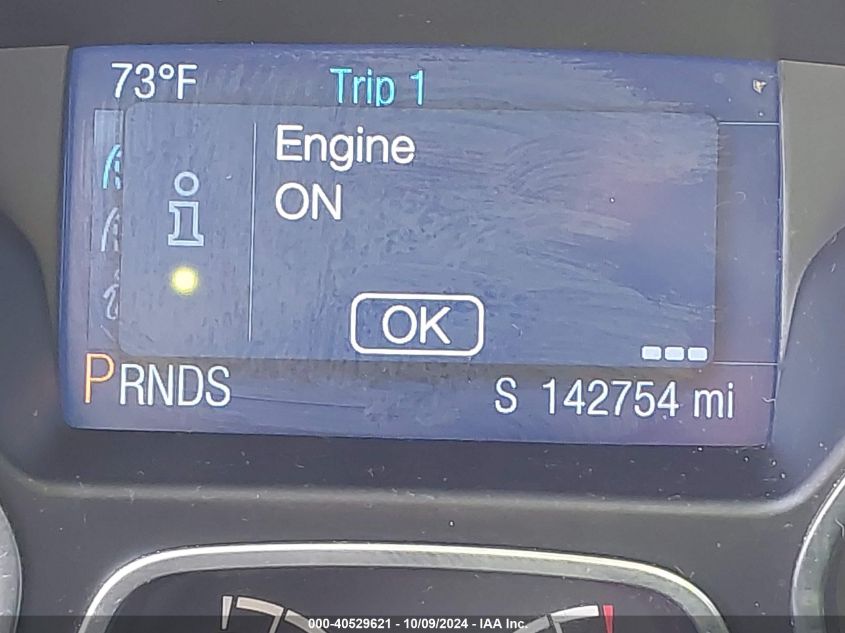 73°F Trip 1
Engine
ON
OK
PRNDS S 142754 mi
000-40529621 - 10/09/2024 - IAA Inc.